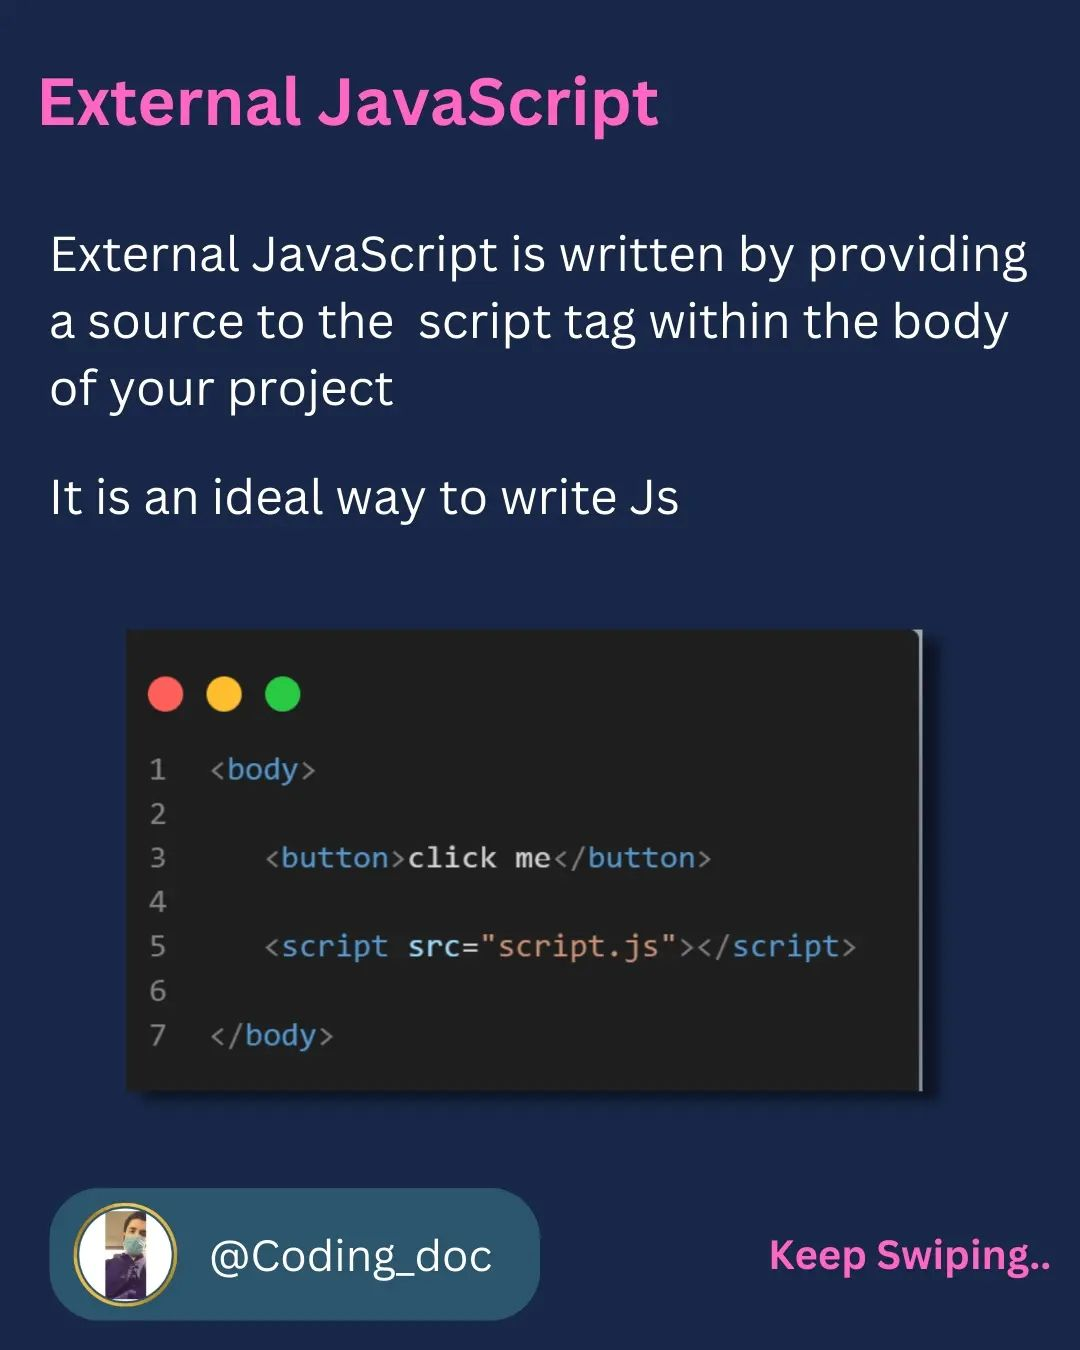 External JavaScript
External JavaScript is written by providing
a source to the  script tag within the body
of your project
It is an ideal way to write Js
1 <body>
2
3 <button>click me</button>
4
5 <script src="script.js"></script>
6
7 </body>
@Coding_doc
Keep Swiping..